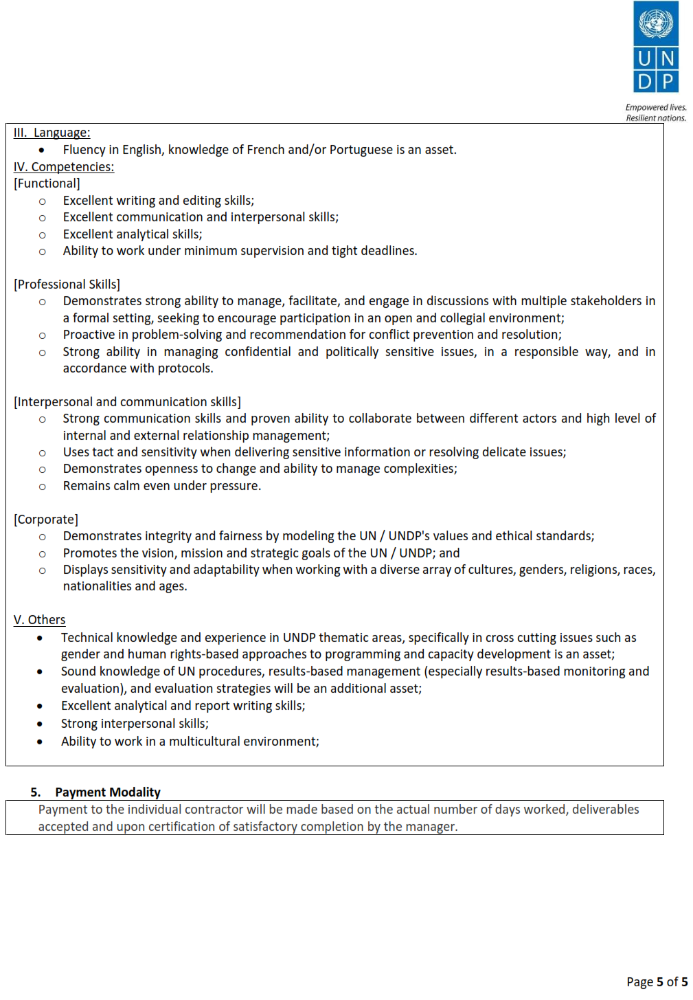 U N
D P
Empowered lives.
Resilient nations.
III. Language:
• Fluency in English, knowledge of French and/or Portuguese is an asset.
IV. Competencies:
[Functional]
o Excellent writing and editing skills;
o Excellent communication and interpersonal skills;
o Excellent analytical skills;
o Ability to work under minimum supervision and tight deadlines.
[Professional Skills]
o Demonstrates strong ability to manage, facilitate, and engage in discussions with multiple stakeholders in
a formal setting, seeking to encourage participation in an open and collegial environment;
o Proactive in problem-solving and recommendation for conflict prevention and resolution;
o Strong ability in managing confidential and politically sensitive issues, in a responsible way, and in
accordance with protocols.
[Interpersonal and communication skills]
o Strong communication skills and proven ability to collaborate between different actors and high level of
internal and external relationship management;
o Uses tact and sensitivity when delivering sensitive information or resolving delicate issues;
o Demonstrates openness to change and ability to manage complexities;
o Remains calm even under pressure.
[Corporate]
o Demonstrates integrity and fairness by modeling the UN / UNDP's values and ethical standards;
o Promotes the vision, mission and strategic goals of the UN / UNDP; and
o Displays sensitivity and adaptability when working with a diverse array of cultures, genders, religions, races,
nationalities and ages.
V. Others
• Technical knowledge and experience in UNDP thematic areas, specifically in cross cutting issues such as
gender and human rights-based approaches to programming and capacity development is an asset;
• Sound knowledge of UN procedures, results-based management (especially results-based monitoring and
evaluation), and evaluation strategies will be an additional asset;
• Excellent analytical and report writing skills;
• Strong interpersonal skills;
• Ability to work in a multicultural environment;
5. Payment Modality
Payment to the individual contractor will be made based on the actual number of days worked, deliverables
accepted and upon certification of satisfactory completion by the manager.
Page 5 of 5